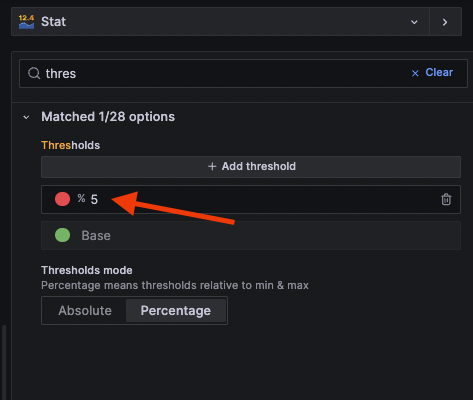 12.4
Stat
thres
Clear
Matched 1/28 options
Thresholds
+ Add threshold
% 5
Base
Thresholds mode
Percentage means thresholds relative to min & max
Absolute Percentage